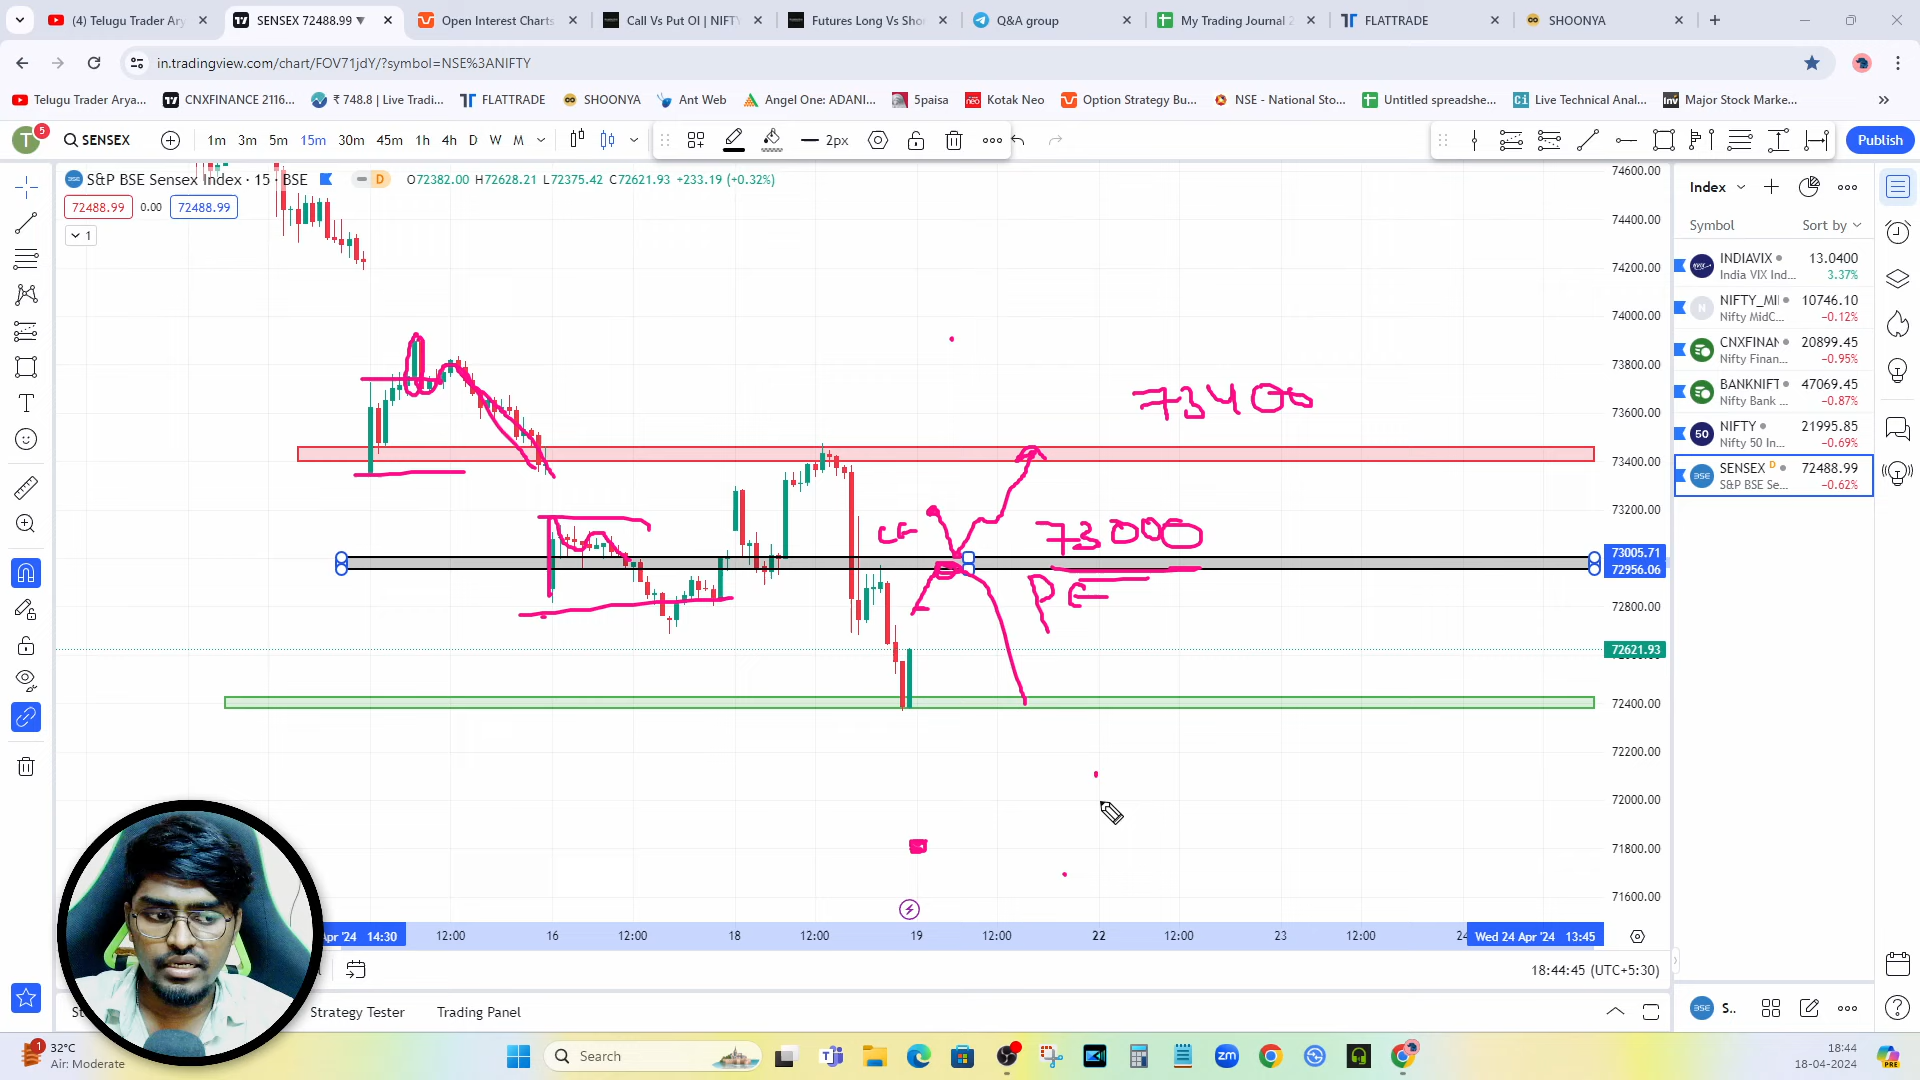 (4) Telugu Trader Ary
SENSEX 72488.99 ▼
Open Interest Charts
Call Vs Put OI | NIFTY
Futures Long Vs Sho
Q&A group
My Trading Journal 2
FLATTRADE
SHOONYA
in.tradingview.com/chart/FOV71jdY/?symbol=NSE%3ANIFTY
Telugu Trader Arya...
CNXFINANCE 2116...
₹ 748.8 | Live Tradi...
FLATTRADE
SHOONYA
Ant Web
Angel One: ADANI...
5paisa
Kotak Neo
Option Strategy Bu...
NSE - National Sto...
Untitled spreadshe...
Live Technical Anal...
Major Stock Marke...
T 5
SENSEX
1m 3m 5m 15m 30m 45m 1h 4h D W M
2px
Publish
S&P BSE Sensex Index · 15 · BSE
D
O72382.00 H72628.21 L72375.42 C72621.93 +233.19 (+0.32%)
72488.99 0.00 72488.99
1
74600.00
74400.00
74200.00
74000.00
73800.00
73600.00
73400.00
73200.00
73005.71
72956.06
72800.00
72621.93
72400.00
72200.00
72000.00
71800.00
71600.00
73400
CE
73000
PE
Index
Symbol Sort by
INDIAVIX 13.0400
India VIX Ind... 3.37%
NIFTY_MI 10746.10
Nifty MidC... −0.12%
CNXFINAN 20899.45
Nifty Finan... −0.95%
BANKNIFT 47069.45
Nifty Bank ... −0.87%
NIFTY 21995.85
Nifty 50 In... −0.69%
SENSEX D 72488.99
S&P BSE Se... −0.62%
Apr '24 14:30
12:00
16
12:00
18
12:00
19
12:00
22
12:00
23
12:00
24
Wed 24 Apr '24 13:45
18:44:45 (UTC+5:30)
Strategy Tester
Trading Panel
S..
1
32°C
Air: Moderate
Search
18:44
18-04-2024